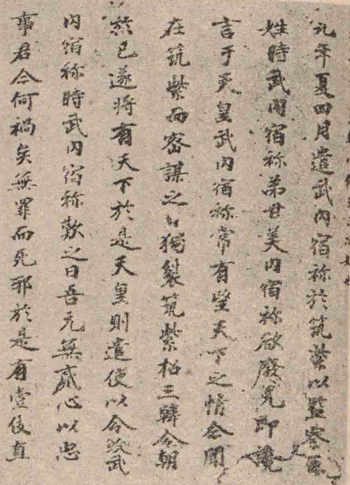 九年夏四月遣武内宿祢於筑紫以監察百
姓時武内宿祢弟甘美内宿祢欲廢兄即讒
言于天皇武内宿祢常有望天下之情今聞
在筑紫而密謀之曰獨裂筑紫招三韓令朝
於己遂將有天下於是天皇則遣使以令殺武
内宿祢時武内宿祢歎之曰吾元無貳心以忠
事君今何禍矣無罪而死邪於是有壹伎直